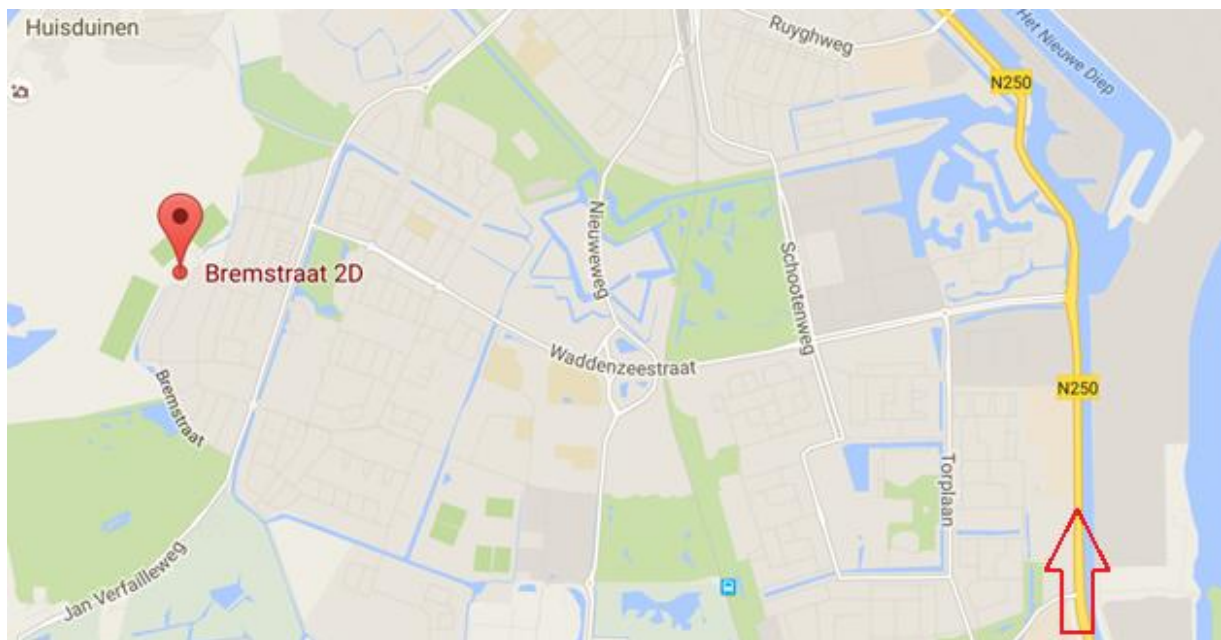 Huisduinen
Ruyghweg
Het Nieuwe Diep
N250
Nieuweweg
Schootenweg
Bremstraat 2D
Waddenzeestraat
N250
Bremstraat
Torplaan
Jan Verfailleweg